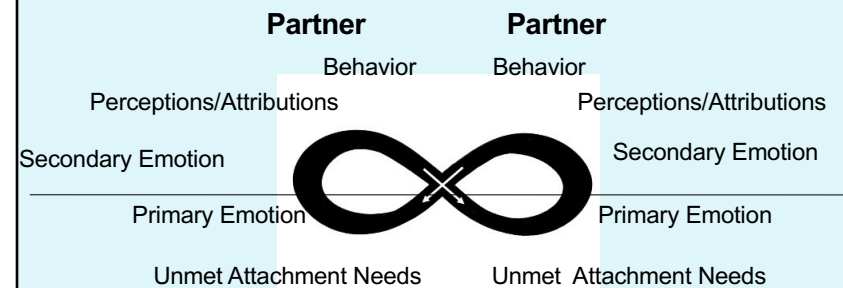 Partner Partner
Behavior Behavior
Perceptions/Attributions Perceptions/Attributions
Secondary Emotion Secondary Emotion
Primary Emotion Primary Emotion
Unmet Attachment Needs Unmet Attachment Needs